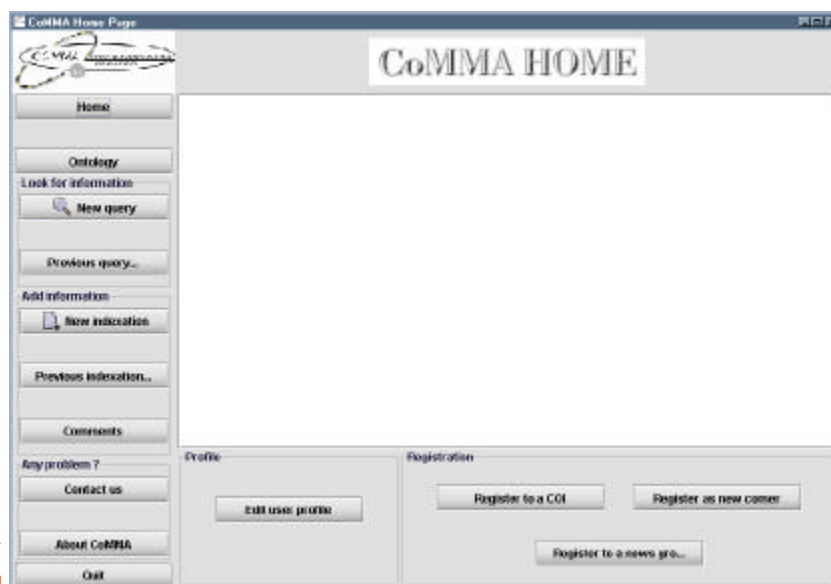 CoMMA Home Page
CoMMA
CoMMA HOME
Home
Ontology
Look for information
New query
Previous query...
Add information
New indexation
Previous indexation...
Comments
Any problem ?
Contact us
About CoMMA
Quit
Profile
Edit user profile
Registration
Register to a COI
Register as new comer
Register to a news gro...